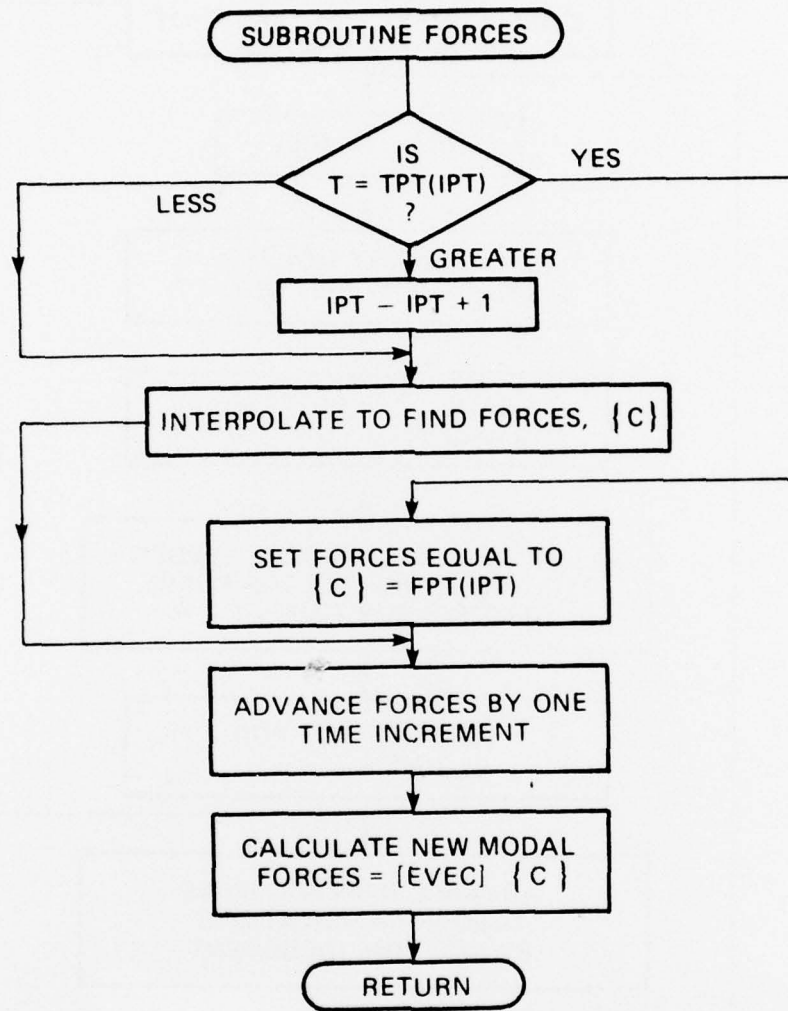 SUBROUTINE FORCES
IS
T = TPT(IPT)
?
YES
LESS
GREATER
IPT – IPT + 1
INTERPOLATE TO FIND FORCES, {C}
SET FORCES EQUAL TO
{C} = FPT(IPT)
ADVANCE FORCES BY ONE
TIME INCREMENT
CALCULATE NEW MODAL
FORCES = [EVEC] {C}
RETURN